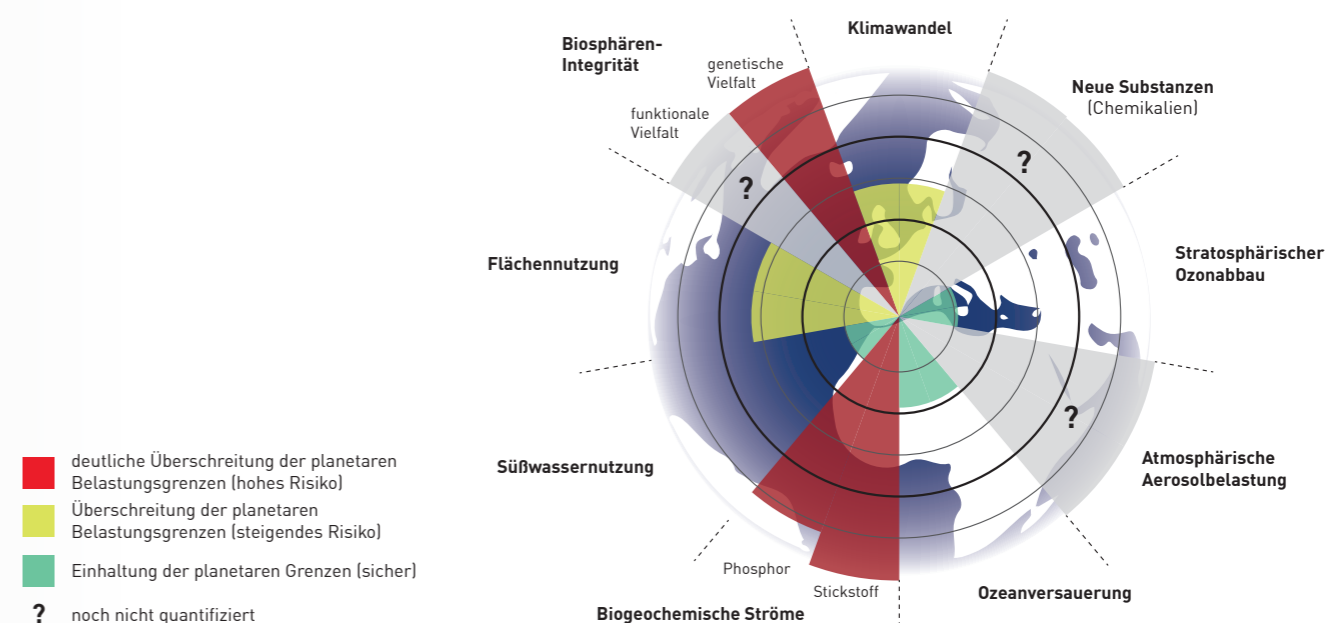 Klimawandel
Biosphären-
Integrität
genetische
Vielfalt
funktionale
Vielfalt
Neue Substanzen
(Chemikalien)
?
?
Flächennutzung
Stratosphärischer
Ozonabbau
?
Süßwassernutzung
Atmosphärische
Aerosolbelastung
Phosphor
Stickstoff
Ozeanversauerung
Biogeochemische Ströme
deutliche Überschreitung der planetaren
Belastungsgrenzen (hohes Risiko)
Überschreitung der planetaren
Belastungsgrenzen (steigendes Risiko)
Einhaltung der planetaren Grenzen (sicher)
? noch nicht quantifiziert